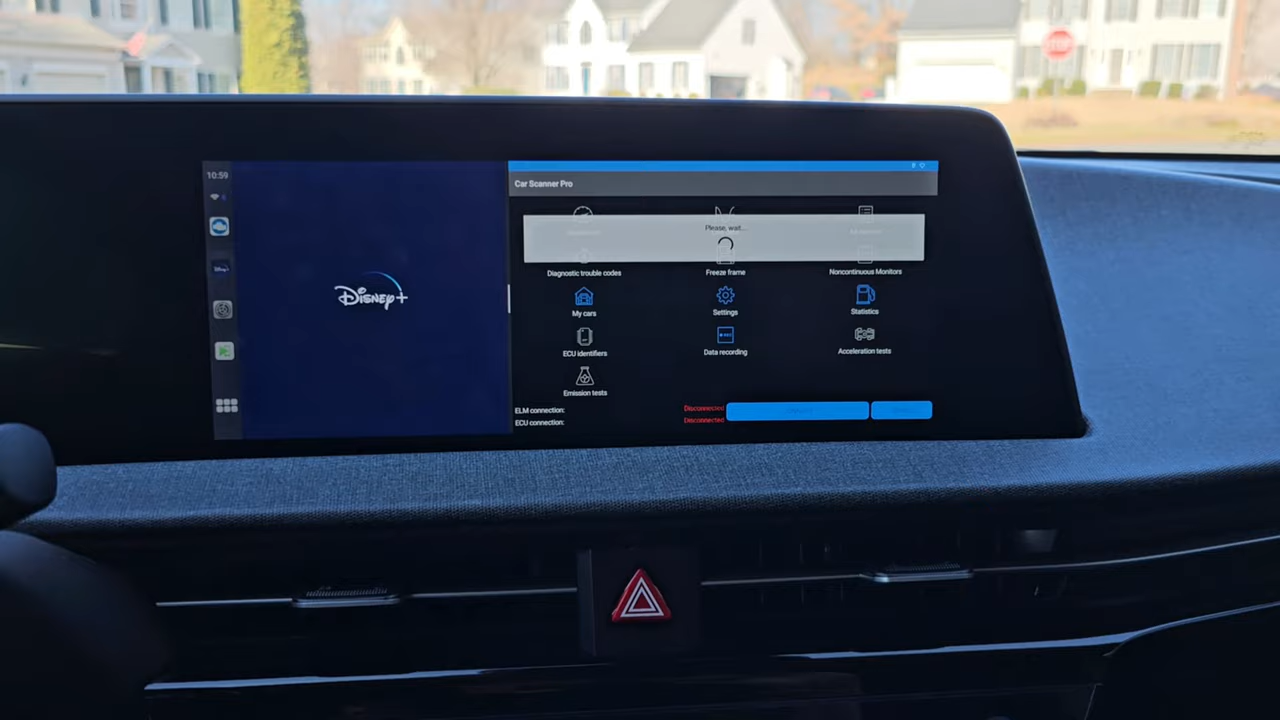 10:59
Disney+
Car Scanner Pro
Please, wait...
Diagnostic trouble codes
Freeze frame
Noncontinuous Monitors
My cars
Settings
Statistics
ECU identifiers
Data recording
Acceleration tests
Emission tests
ELM connection:
Disconnected
ECU connection:
Disconnected
STOP